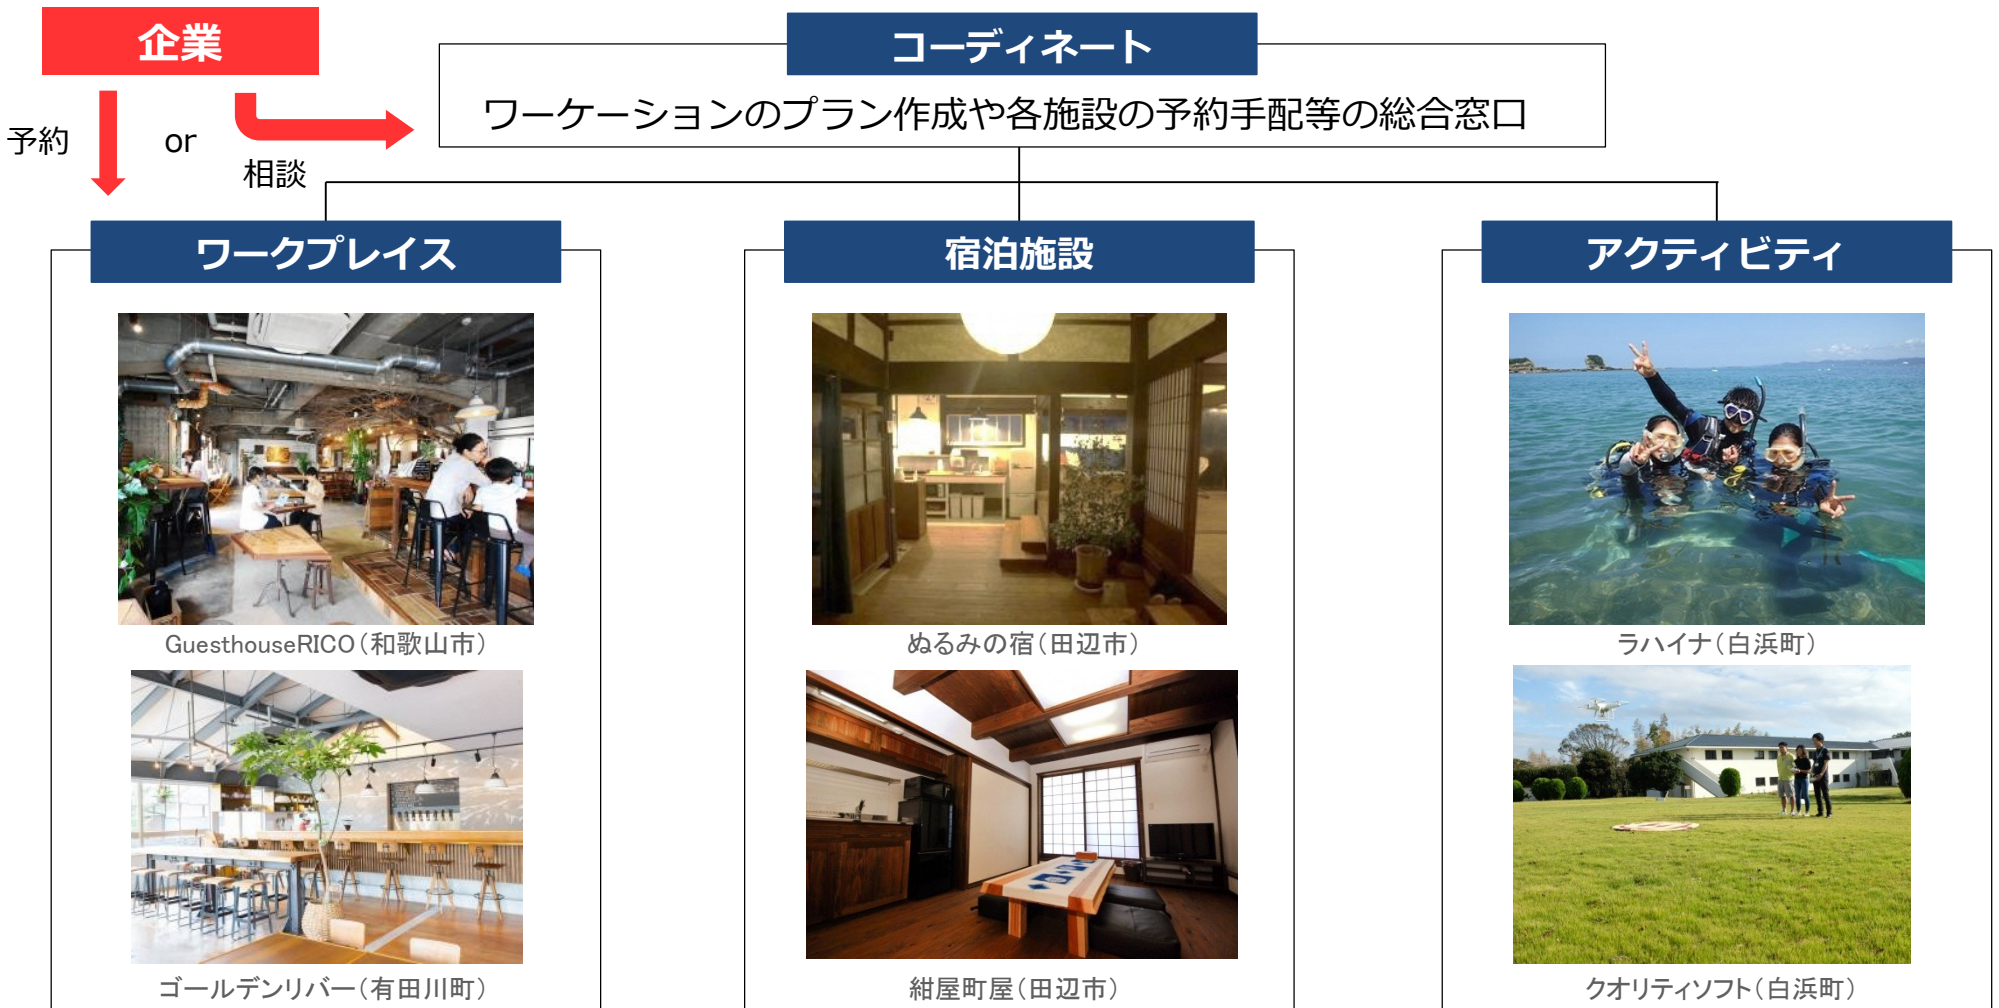 企業
コーディネート
ワーケーションのプラン作成や各施設の予約手配等の総合窓口
予約
or
相談
ワークプレイス
宿泊施設
アクティビティ
GuesthouseRICO(和歌山市)
ぬるみの宿(田辺市)
ラハイナ(白浜町)
ゴールデンリバー(有田川町)
紺屋町屋(田辺市)
クオリティソフト(白浜町)